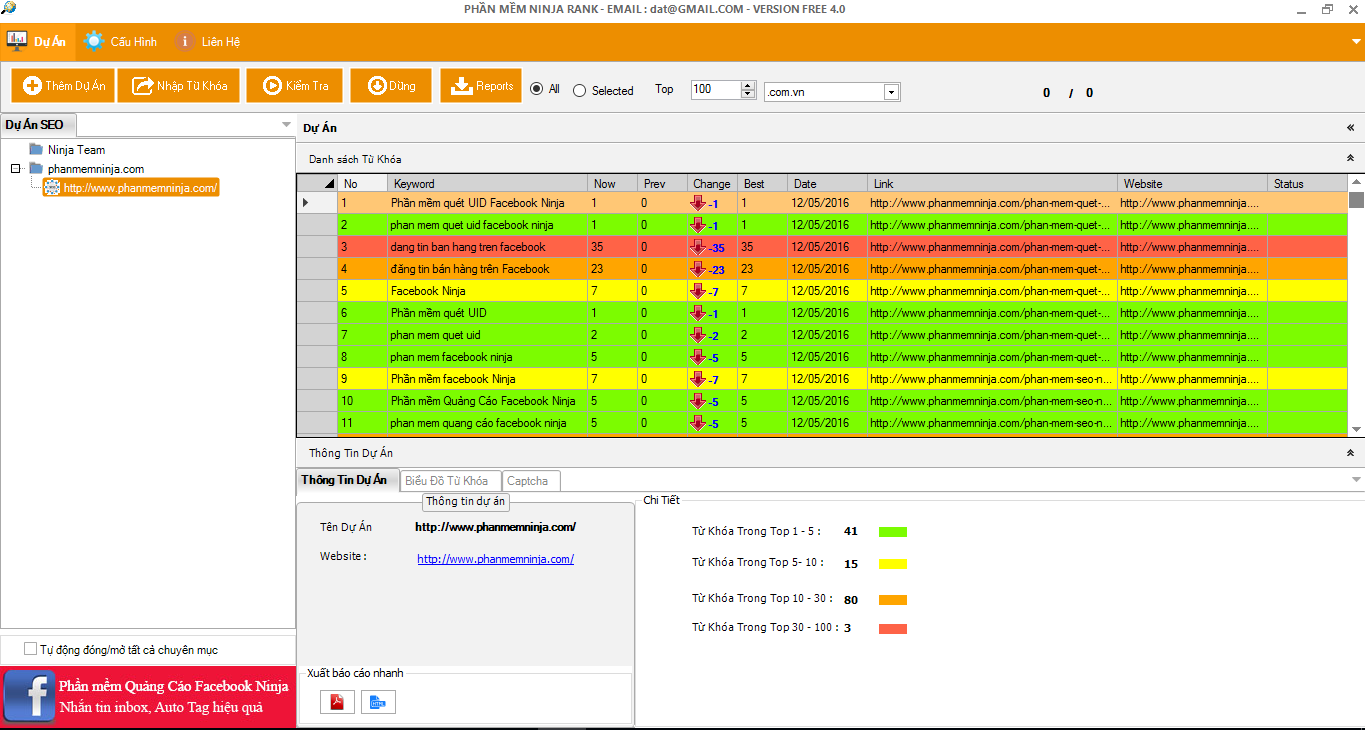 PHẦN MỀM NINJA RANK - EMAIL : dat@GMAIL.COM - VERSION FREE 4.0
Dự Án Cấu Hình Liên Hệ
Thêm Dự Án Nhập Từ Khóa Kiểm Tra Dừng Reports All Selected Top 100 .com.vn 0 / 0
Dự Án SEO
Ninja Team
phanmemninja.com
http://www.phanmemninja.com/
Dự Án
Danh sách Từ Khóa
No Keyword Now Prev Change Best Date Link Website Status
1 Phần mềm quét UID Facebook Ninja 1 0 -1 1 12/05/2016 http://www.phanmemninja.com/phan-mem-quet-... http://www.phanmemninja....
2 phan mem quet uid facebook ninja 1 0 -1 1 12/05/2016 http://www.phanmemninja.com/phan-mem-quet-... http://www.phanmemninja....
3 dang tin ban hang tren facebook 35 0 -35 35 12/05/2016 http://www.phanmemninja.com/phan-mem-quet-... http://www.phanmemninja....
4 đăng tin bán hàng trên Facebook 23 0 -23 23 12/05/2016 http://www.phanmemninja.com/phan-mem-quet-... http://www.phanmemninja....
5 Facebook Ninja 7 0 -7 7 12/05/2016 http://www.phanmemninja.com/phan-mem-quet-... http://www.phanmemninja....
6 Phần mềm quét UID 1 0 -1 1 12/05/2016 http://www.phanmemninja.com/phan-mem-quet-... http://www.phanmemninja....
7 phan mem quet uid 2 0 -2 2 12/05/2016 http://www.phanmemninja.com/phan-mem-quet-... http://www.phanmemninja....
8 phan mem facebook ninja 5 0 -5 5 12/05/2016 http://www.phanmemninja.com/phan-mem-quet-... http://www.phanmemninja....
9 Phần mềm facebook Ninja 7 0 -7 7 12/05/2016 http://www.phanmemninja.com/phan-mem-seo-n... http://www.phanmemninja....
10 Phần mềm Quảng Cáo Facebook Ninja 5 0 -5 5 12/05/2016 http://www.phanmemninja.com/phan-mem-seo-n... http://www.phanmemninja....
11 phan mem quang cáo facebook ninja 5 0 -5 5 12/05/2016 http://www.phanmemninja.com/phan-mem-seo-n... http://www.phanmemninja....
Thông Tin Dự Án
Thông Tin Dự Án Biểu Đồ Từ Khóa Captcha
Thông tin dự án
Tên Dự Án http://www.phanmemninja.com/
Website : http://www.phanmemninja.com/
Chi Tiết
Từ Khóa Trong Top 1 - 5 : 41
Từ Khóa Trong Top 5- 10 : 15
Từ Khóa Trong Top 10 - 30 : 80
Từ Khóa Trong Top 30 - 100 : 3
Xuất báo cáo nhanh
HTML
Tự động đóng/mở tất cả chuyên mục
Phần mềm Quảng Cáo Facebook Ninja
Nhắn tin inbox, Auto Tag hiệu quả